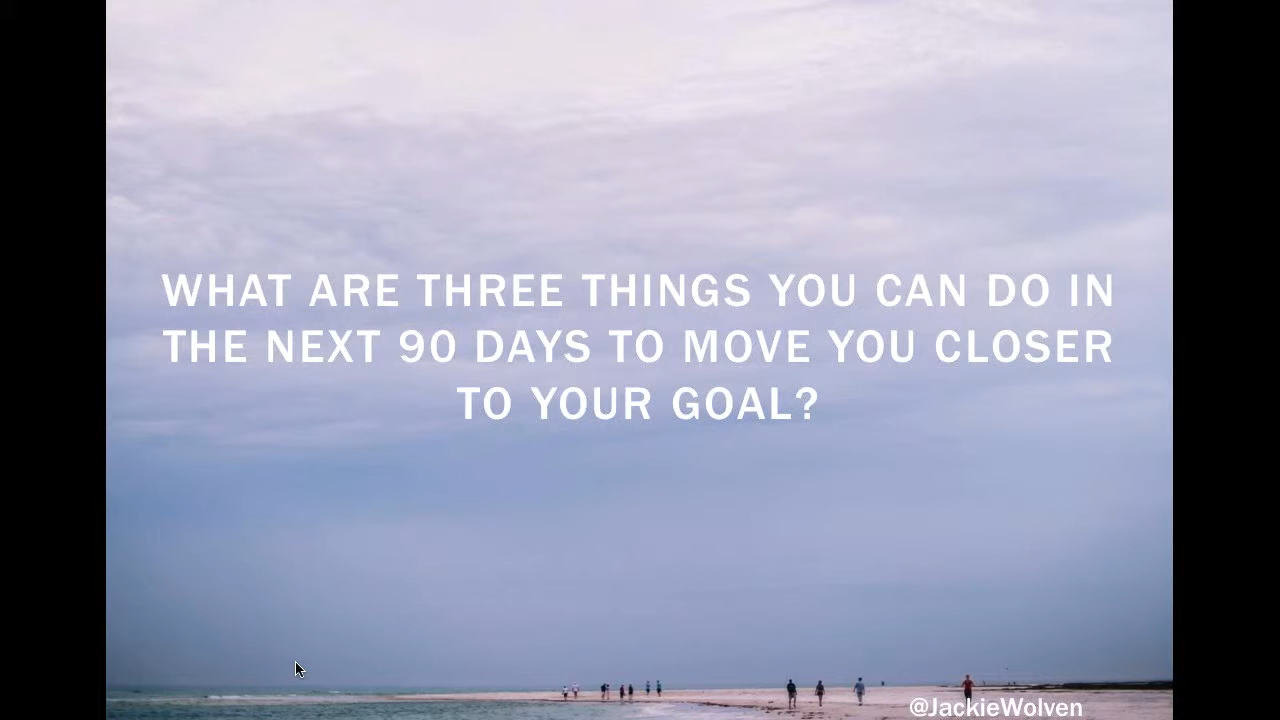 WHAT ARE THREE THINGS YOU CAN DO IN
THE NEXT 90 DAYS TO MOVE YOU CLOSER
TO YOUR GOAL?
@JackieWolven